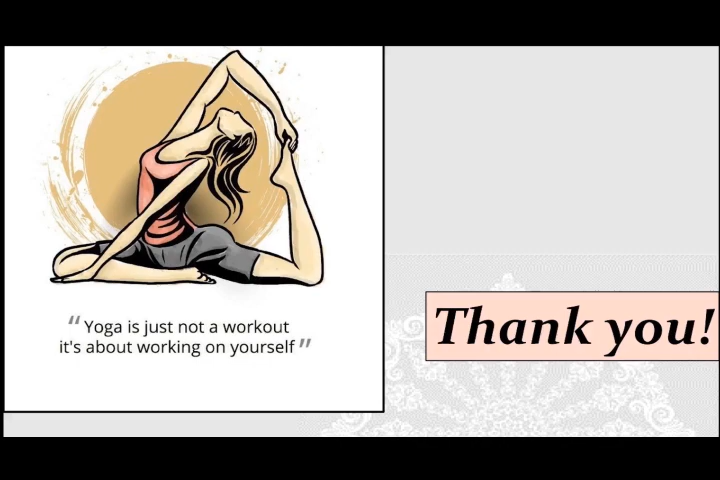 “ Yoga is just not a workout
it's about working on yourself ”
Thank you!